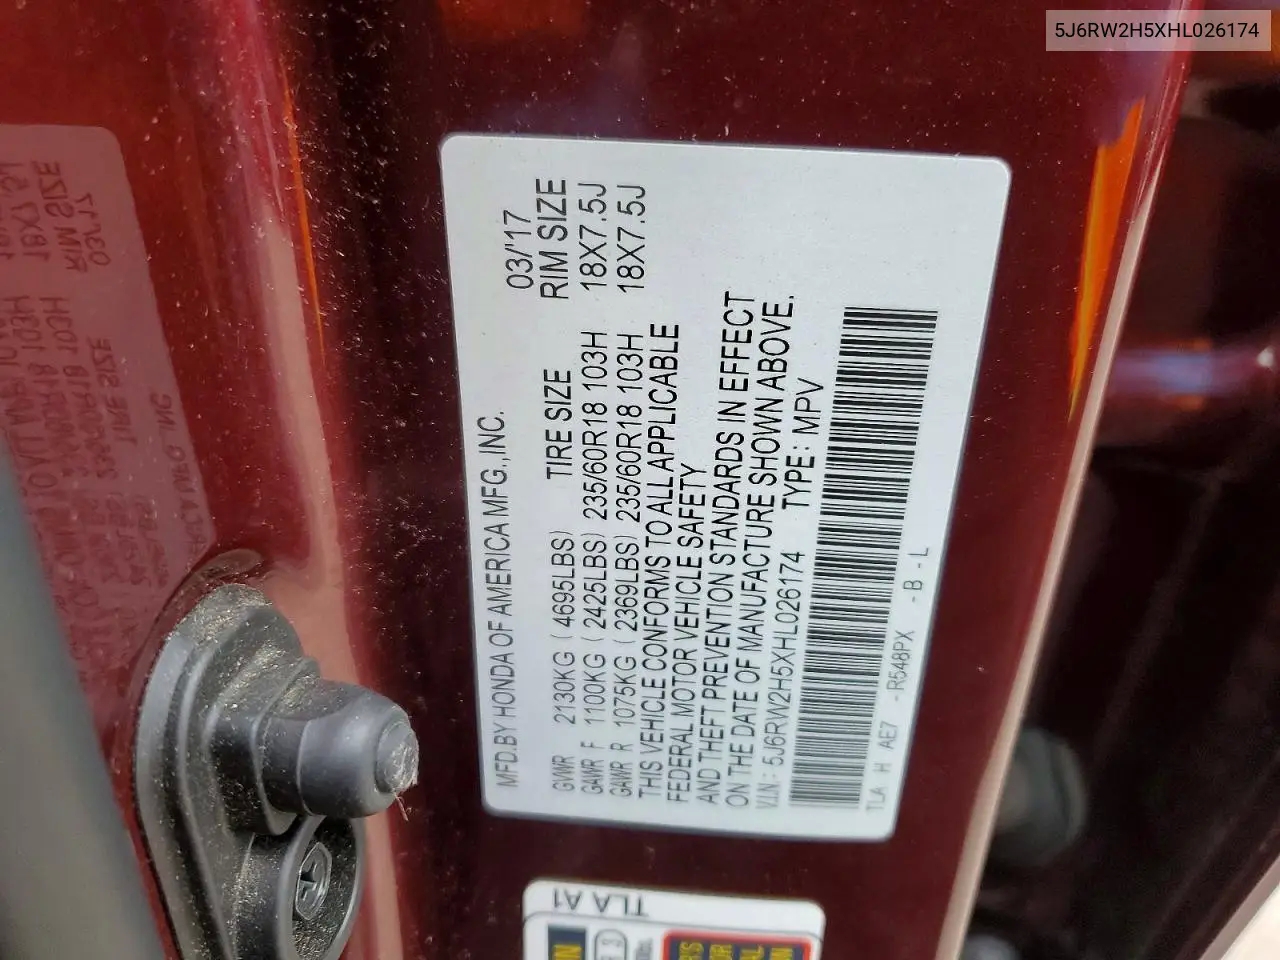 5J6RW2H5XHL026174
MFD.BY HONDA OF AMERICA MFG.,INC. 03/'17
TIRE SIZE RIM SIZE
GVWR 2130KG ( 4695LBS)
GAWR F 1100KG ( 2425LBS) 235/60R18 103H 18X7.5J
GAWR R 1075KG ( 2369LBS) 235/60R18 103H 18X7.5J
THIS VEHICLE CONFORMS TO ALL APPLICABLE
FEDERAL MOTOR VEHICLE SAFETY
AND THEFT PREVENTION STANDARDS IN EFFECT
ON THE DATE OF MANUFACTURE SHOWN ABOVE.
V.I.N.: 5J6RW2H5XHL026174 TYPE: MPV
TLA H AE7 -R548PX -B-L
TLA A1